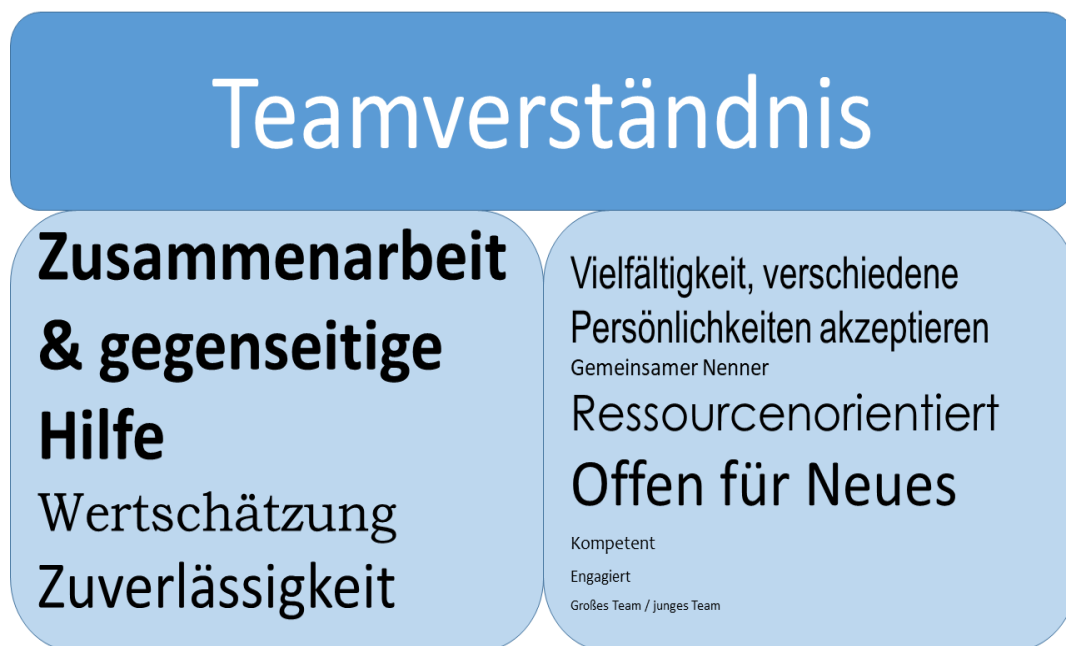 Teamverständnis
Zusammenarbeit
& gegenseitige
Hilfe
Wertschätzung
Zuverlässigkeit
Vielfältigkeit, verschiedene
Persönlichkeiten akzeptieren
Gemeinsamer Nenner
Ressourcenorientiert
Offen für Neues
Kompetent
Engagiert
Großes Team / junges Team